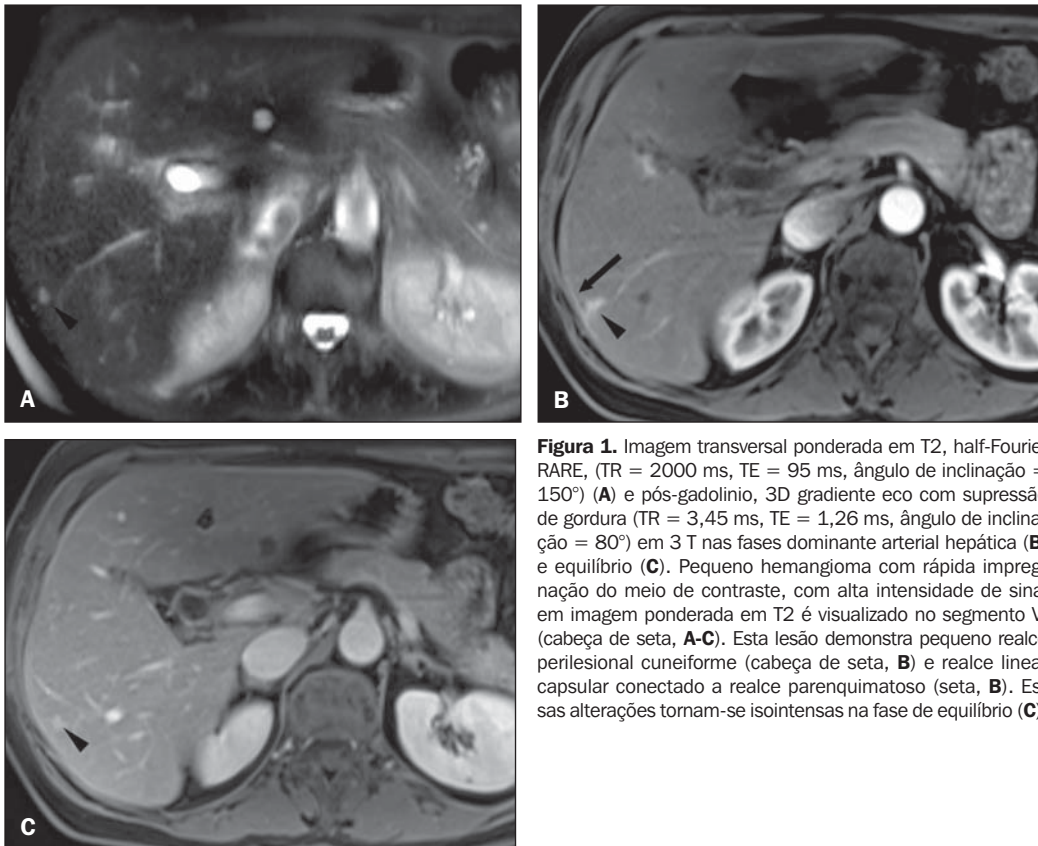 A
B
Figura 1. Imagem transversal ponderada em T2, half-Fourie
RARE, (TR = 2000 ms, TE = 95 ms, ângulo de inclinação =
150°) (A) e pós-gadolinio, 3D gradiente eco com supressã
de gordura (TR = 3,45 ms, TE = 1,26 ms, ângulo de inclina
ção = 80°) em 3 T nas fases dominante arterial hepática (B
e equilíbrio (C). Pequeno hemangioma com rápida impreg
nação do meio de contraste, com alta intensidade de sina
em imagem ponderada em T2 é visualizado no segmento V
(cabeça de seta, A-C). Esta lesão demonstra pequeno realc
perilesional cuneiforme (cabeça de seta, B) e realce linea
capsular conectado a realce parenquimatoso (seta, B). Es
sas alterações tornam-se isointensas na fase de equilíbrio (C)
C